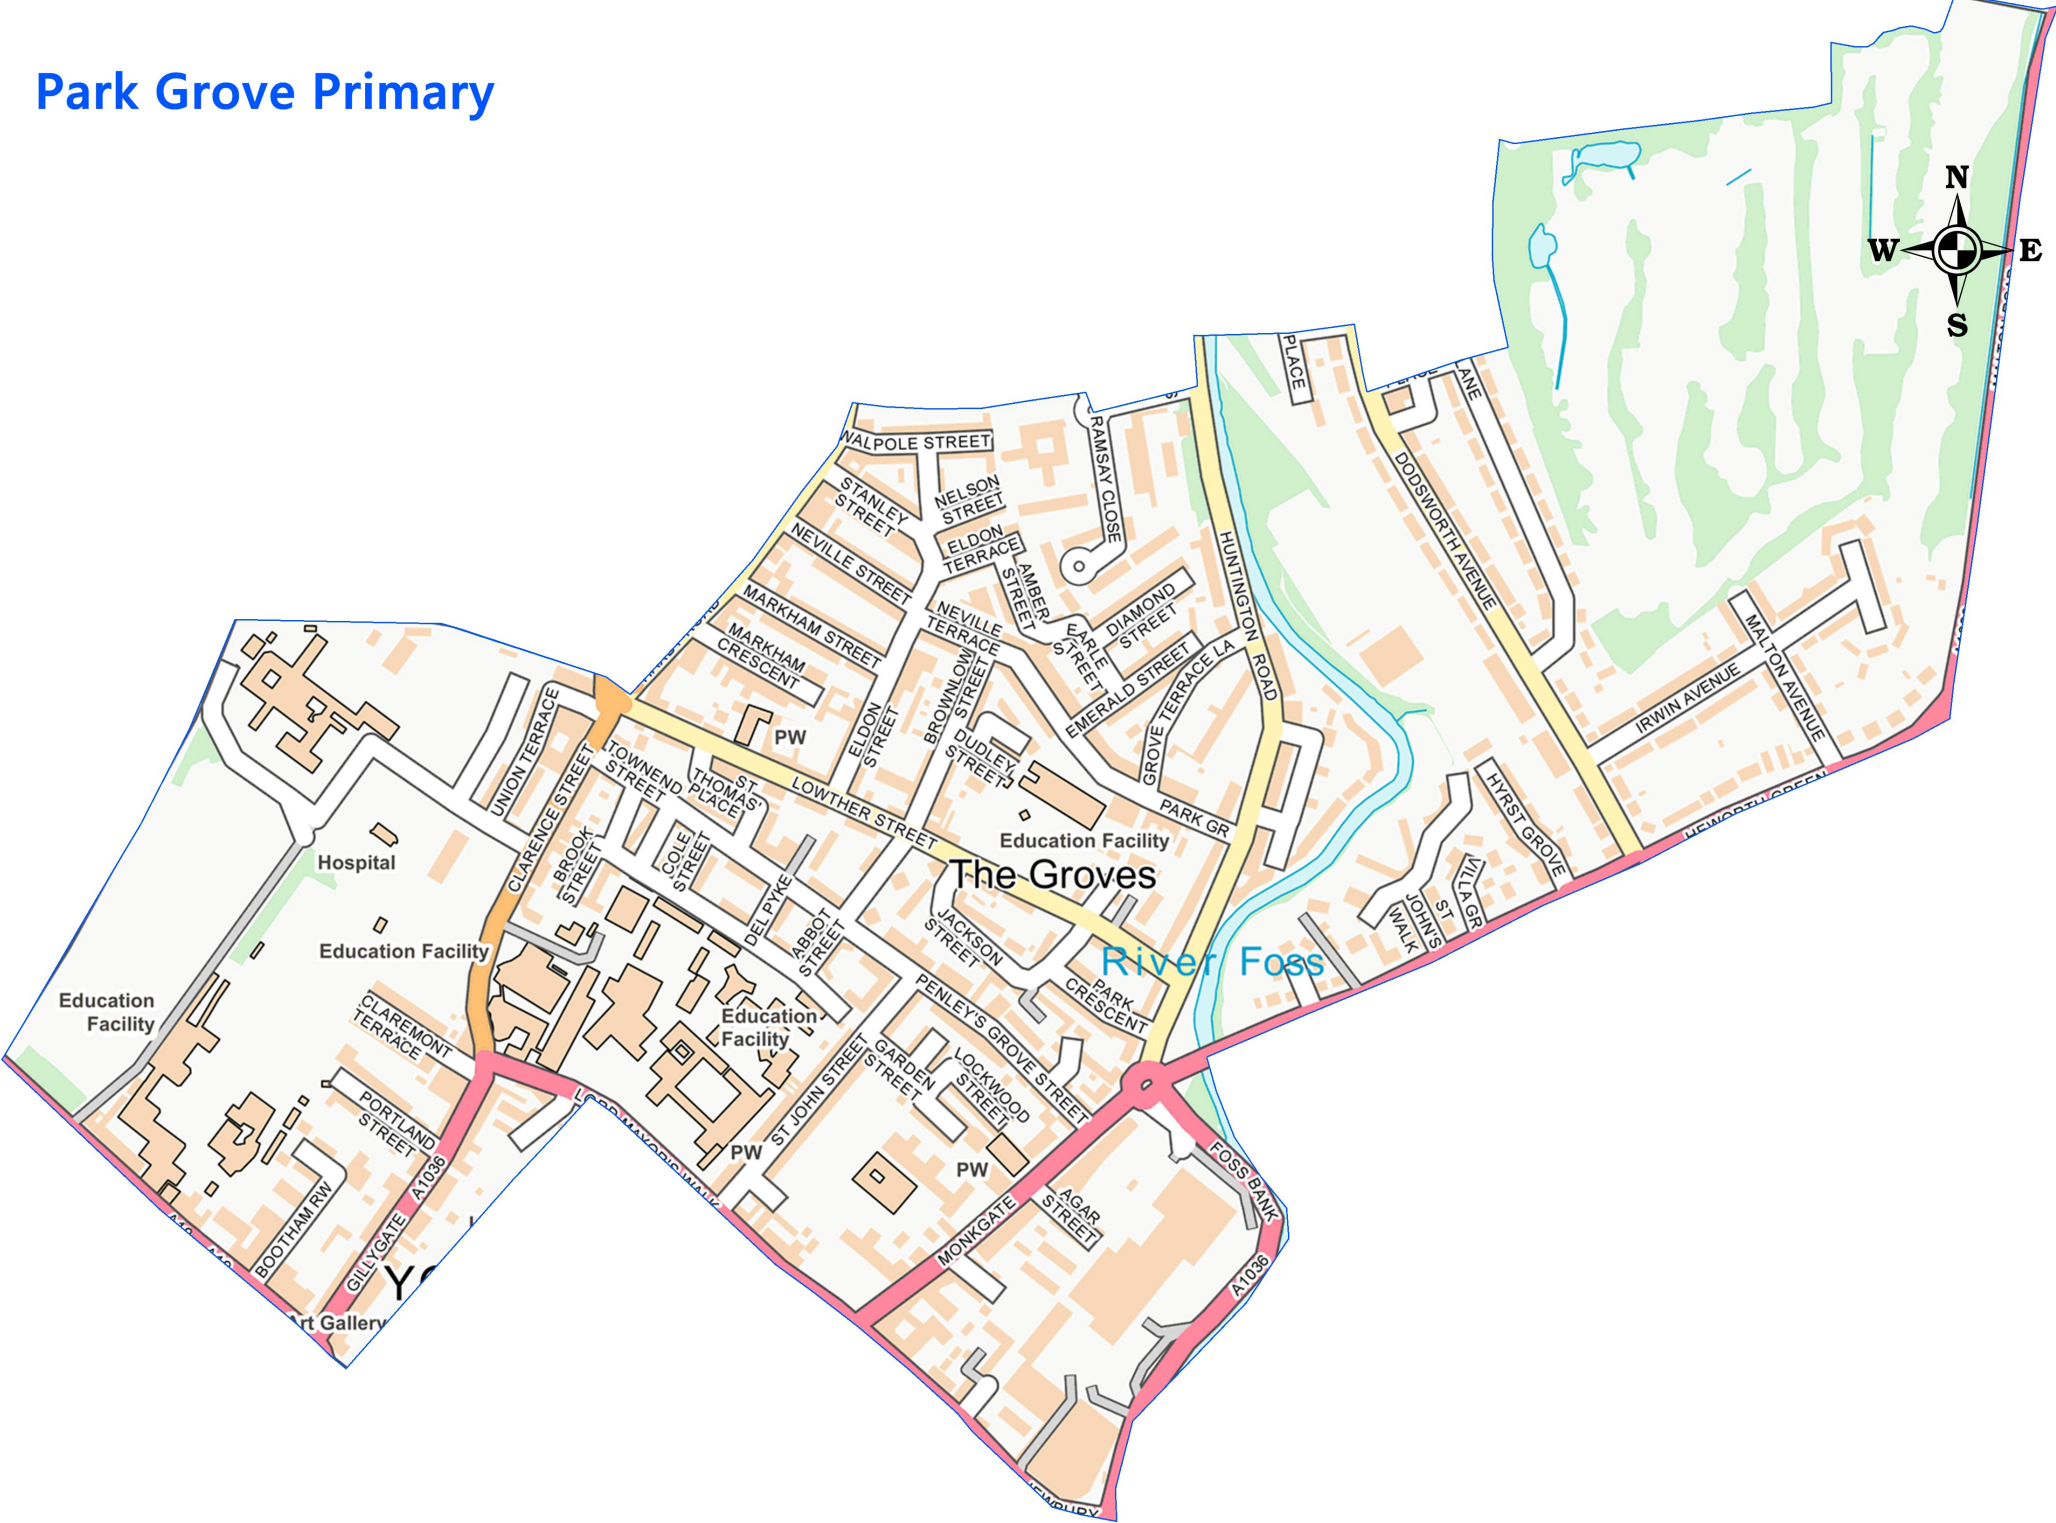 Park Grove Primary
N
W
E
S
PLACE
LANE
RAMSAY CLOSE
WALPOLE STREET
STANLEY
STREET
NELSON
STREET
ELDON
TERRACE
NEVILLE STREET
AMBER
STREET
DIAMOND
STREET
HUNTINGTON ROAD
DODSWORTH AVENUE
MARKHAM STREET
MARKHAM
CRESCENT
NEVILLE
TERRACE
EARLE
STREET
EMERALD STREET
GROVE TERRACE LA
BROWNLOW
STREET
ELDON
STREET
MALTON AVENUE
IRWIN AVENUE
HEWORTH GREEN
UNION TERRACE
CLARENCE STREET
TOWNEND
STREET
ST
THOMAS'
PLACE
PW
LOWTHER STREET
DUDLEY
STREET
PARK GR
Education Facility
The Groves
HYRST GROVE
VILLA GR
ST
JOHN'S
WALK
Hospital
BROOK
STREET
COLE
STREET
DEL PYKE
ABBOT
STREET
JACKSON
STREET
River Foss
Education Facility
PARK
CRESCENT
PENLEY'S GROVE STREET
Education
Facility
Education
Facility
CLAREMONT
TERRACE
GARDEN
STREET
LOCKWOOD
STREET
ST JOHN STREET
PORTLAND
STREET
LORD MAYOR'S WALK
PW
PW
FOSS BANK
AGAR
STREET
MONKGATE
A1036
A1036
BOOTHAM RW
GILLYGATE
Art Gallery